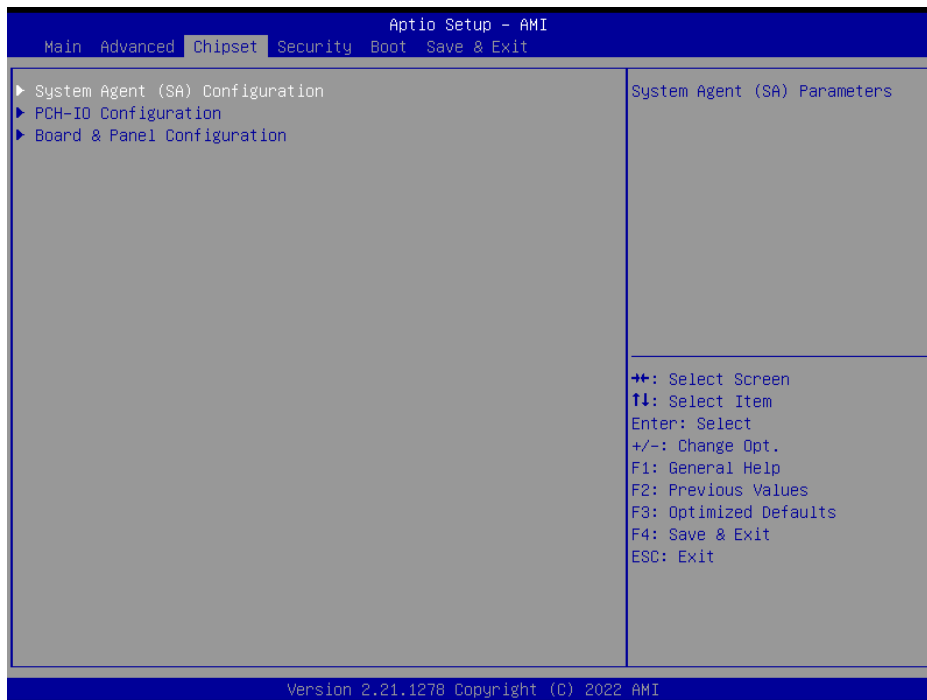 Aptio Setup - AMI
Main Advanced Chipset Security Boot Save & Exit
System Agent (SA) Configuration
PCH-IO Configuration
Board & Panel Configuration
System Agent (SA) Parameters
→←: Select Screen
↑↓: Select Item
Enter: Select
+/-: Change Opt.
F1: General Help
F2: Previous Values
F3: Optimized Defaults
F4: Save & Exit
ESC: Exit
Version 2.21.1278 Copyright (C) 2022 AMI